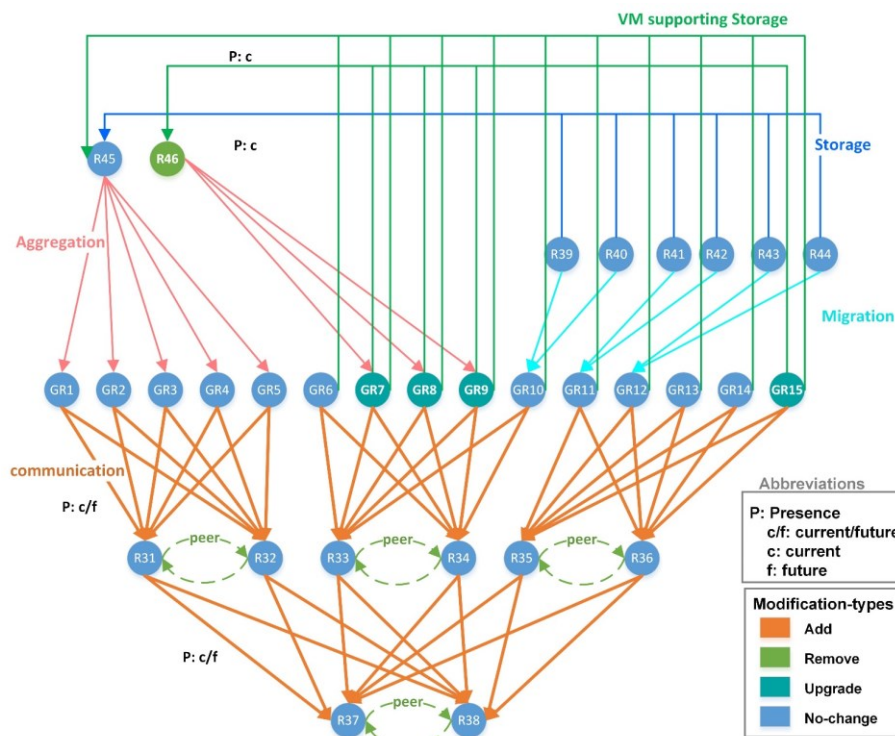 VM supporting Storage
P: c
P: c
Storage
R45
R46
Aggregation
R39
R40
R41
R42
R43
R44
Migration
GR1
GR2
GR3
GR4
GR5
GR6
GR7
GR8
GR9
GR10
GR11
GR12
GR13
GR14
GR15
communication
P: c/f
Abbreviations
P: Presence
c/f: current/future
c: current
f: future
R31
peer
R32
R33
peer
R34
R35
peer
R36
Modification-types
Add
Remove
Upgrade
No-change
P: c/f
R37
peer
R38